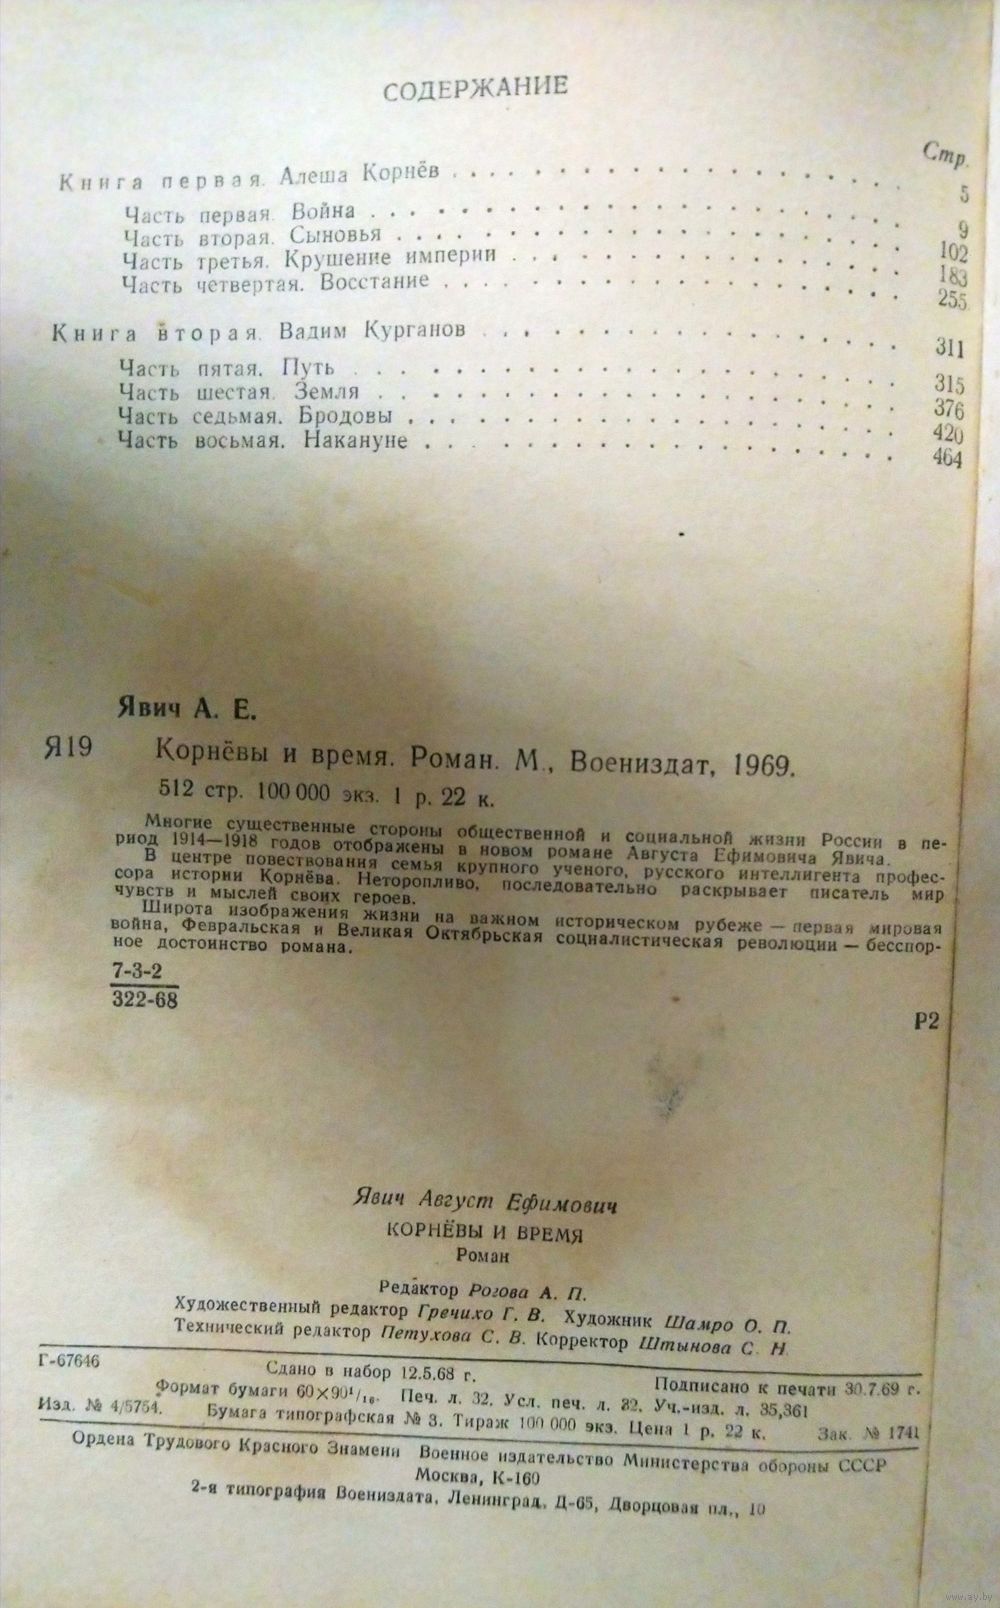 СОДЕРЖАНИЕ
Стр.
Книга первая. Алеша Корнёв . . . . . . . . . . . . . . . . . . 5
Часть первая. Война . . . . . . . . . . . . . . . . . . . . 9
Часть вторая. Сыновья . . . . . . . . . . . . . . . . . . . 102
Часть третья. Крушение империи . . . . . . . . . . . . . . 183
Часть четвертая. Восстание . . . . . . . . . . . . . . . . . 255
Книга вторая. Вадим Курганов . . . . . . . . . . . . . . . . 311
Часть пятая. Путь . . . . . . . . . . . . . . . . . . . . . 315
Часть шестая. Земля . . . . . . . . . . . . . . . . . . . . 376
Часть седьмая. Бродовы . . . . . . . . . . . . . . . . . . . 420
Часть восьмая. Накануне . . . . . . . . . . . . . . . . . . 464
Явич А. Е.
Я19 Корнёвы и время. Роман. М., Воениздат, 1969.
512 стр. 100 000 экз. 1 р. 22 к.
Многие существенные стороны общественной и социальной жизни России в пе-
риод 1914—1918 годов отображены в новом романе Августа Ефимовича Явича.
В центре повествования семья крупного ученого, русского интеллигента профес-
сора истории Корнёва. Неторопливо, последовательно раскрывает писатель мир
чувств и мыслей своих героев.
Широта изображения жизни на важном историческом рубеже — первая мировая
война, Февральская и Великая Октябрьская социалистическая революции — бесспор-
ное достоинство романа.
7-3-2
322-68
Р2
Явич Август Ефимович
КОРНЁВЫ И ВРЕМЯ
Роман
Редактор Рогова А. П.
Художественный редактор Гречихо Г. В. Художник Шамро О. П.
Технический редактор Петухова С. В. Корректор Штынова С. Н.
Г-67646 Сдано в набор 12.5.68 г. Подписано к печати 30.7.69 г.
Формат бумаги 60×90¹/₁₆. Печ. л. 32. Усл. печ. л. 32. Уч.-изд. л. 35,361
Изд. № 4/5754. Бумага типографская № 3. Тираж 100 000 экз. Цена 1 р. 22 к. Зак. № 1741
Ордена Трудового Красного Знамени Военное издательство Министерства обороны СССР
Москва, К-160
2-я типография Воениздата, Ленинград, Д-65, Дворцовая пл., 10
www.ay.by